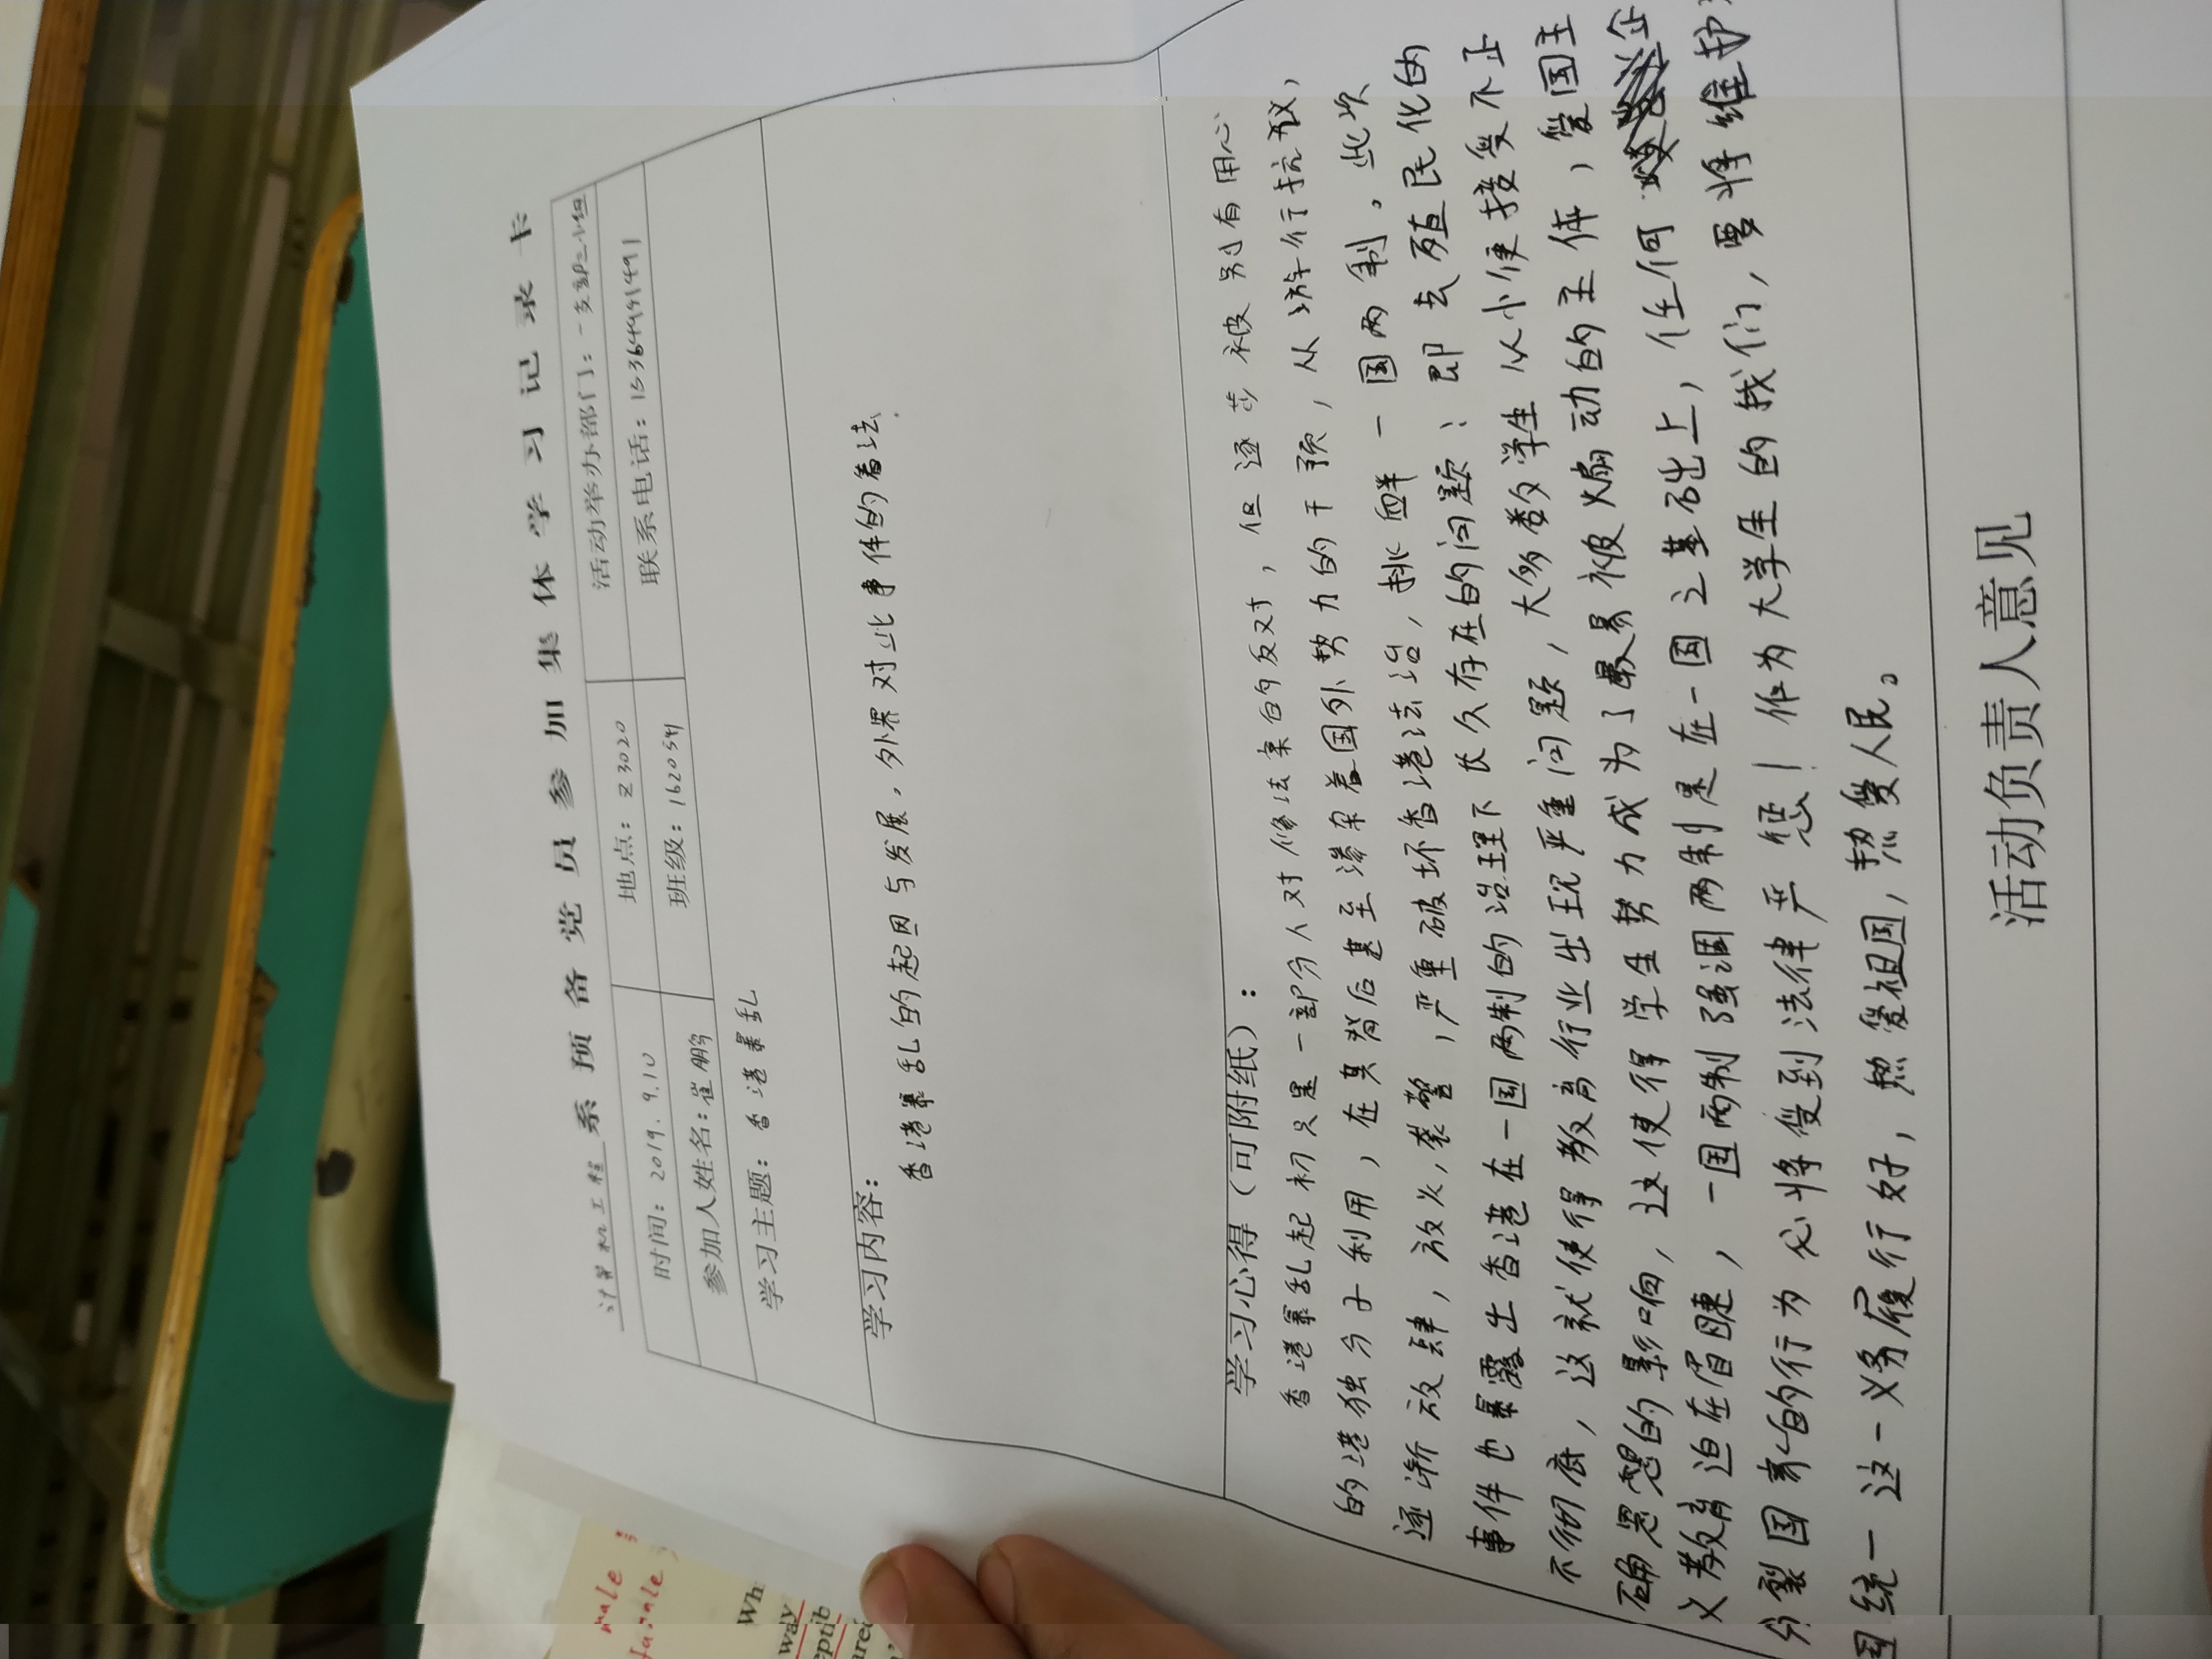 计算机工程系预备党员参加集体学习记录卡
时间：2019.9.10 地点：Z3020 活动举办部门：一支部三小组
参加人姓名：崔鹏 班级：1620541 联系电话：15364991491
学习主题：香港暴乱
学习内容：
香港暴乱的起因与发展。外界对此事件的看法.
学习心得（可附纸）：
香港暴乱起初只是一部分人对修法案的反对，但逐步被别有用心
的港独分子利用，在其背后甚至渗杂着国外势力的干预，从游行抗议，
逐渐放肆，放火，袭警，严重破坏香港法治，挑衅一国两制。此次
事件也暴露出香港在一国两制的治理下长久存在的问题：即去殖民化的
不彻底，这就使得教育行业出现严重问题，大多数学生从小便接受不正
确思想的影响，这使得学生势力成为了最易被煽动的主体，爱国主
义教育迫在眉睫，一国两制强调两制是在一国之基础上，任何企
分裂国家的行为必将受到法律严惩！作为大学生的我们，要将维护
国统一这一义务履行好，热爱祖国，热爱人民。
活动负责人意见
male
Wh
way